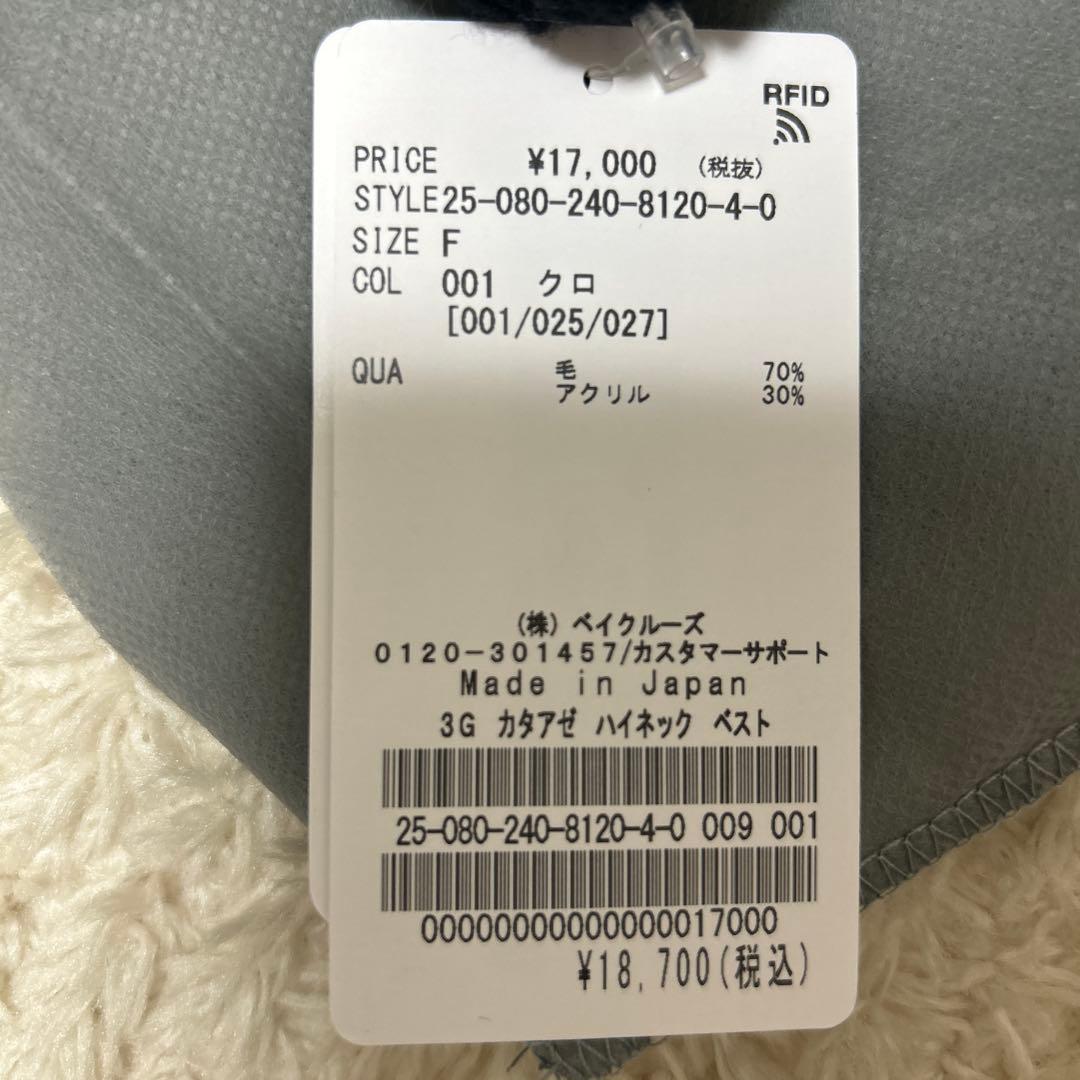 RFID
PRICE ¥17,000 (税抜)
STYLE25-080-240-8120-4-0
SIZE F
COL 001 クロ
[001/025/027]
QUA 毛 70%
アクリル 30%
(株)ベイクルーズ
0120-301457/カスタマーサポート
Made in Japan
3G カタアゼ ハイネック ベスト
25-080-240-8120-4-0 009 001
00000000000000017000
¥18,700(税込)